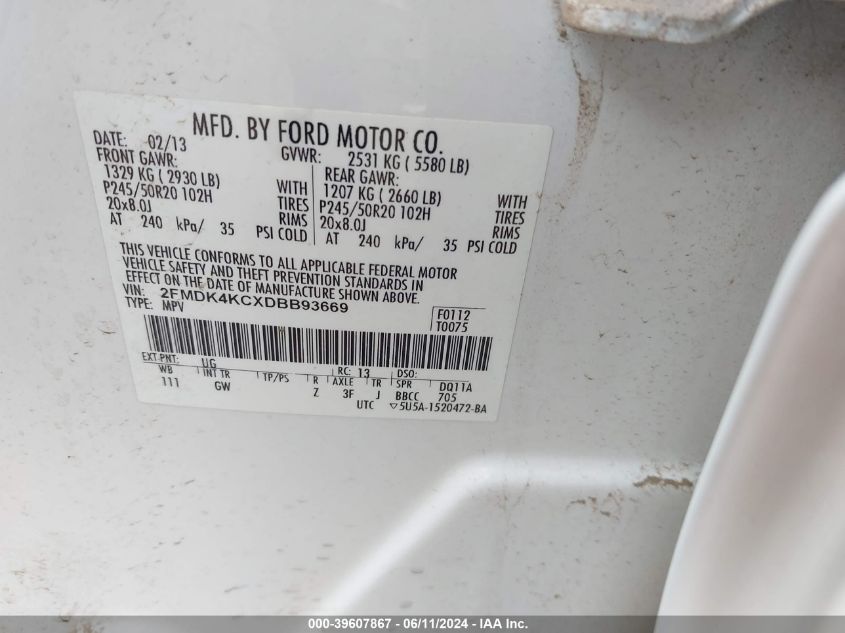 MFD. BY FORD MOTOR CO.
DATE: 02/13 GVWR: 2531 KG ( 5580 LB)
FRONT GAWR: REAR GAWR:
1329 KG ( 2930 LB) WITH 1207 KG ( 2660 LB) WITH
P245/50R20 102H TIRES P245/50R20 102H TIRES
20x8.0J RIMS 20x8.0J RIMS
AT 240 kPa/ 35 PSI COLD AT 240 kPa/ 35 PSI COLD
THIS VEHICLE CONFORMS TO ALL APPLICABLE FEDERAL MOTOR
VEHICLE SAFETY AND THEFT PREVENTION STANDARDS IN
EFFECT ON THE DATE OF MANUFACTURE SHOWN ABOVE.
VIN: 2FMDK4KCXDBB93669
TYPE: MPV
F0112
T0075
EXT PNT: UG RC: 13 DSO:
WB INT TR TP/PS R AXLE TR SPR DQ11A
111 GW Z 3F J BBCC 705
UTC ▽5U5A-1520472-BA
000-39607867 - 06/11/2024 - IAA Inc.